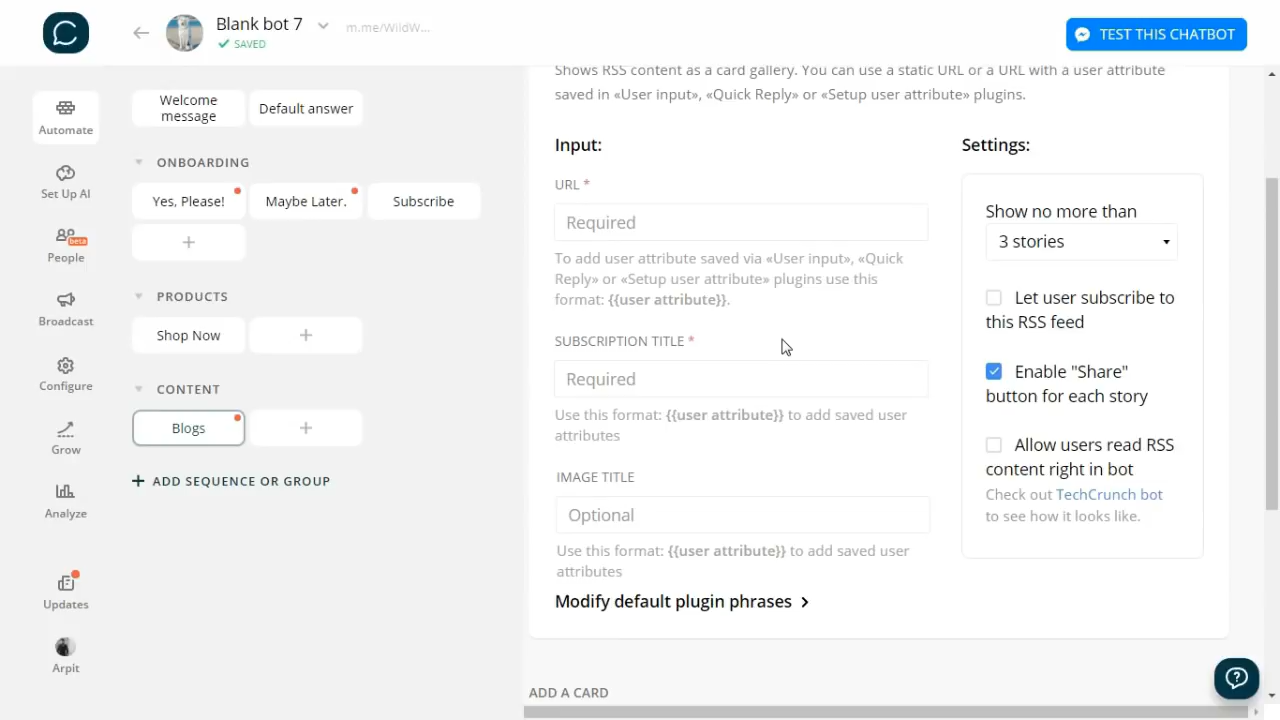 Blank bot 7
m.me/WildW...
SAVED
TEST THIS CHATBOT
Automate
Set Up AI
People
beta
Broadcast
Configure
Grow
Analyze
Updates
Arpit
Welcome
message
Default answer
ONBOARDING
Yes, Please!
Maybe Later.
Subscribe
+
PRODUCTS
Shop Now
+
CONTENT
Blogs
+
+ ADD SEQUENCE OR GROUP
Shows RSS content as a card gallery. You can use a static URL or a URL with a user attribute
saved in «User input», «Quick Reply» or «Setup user attribute» plugins.
Input:
URL *
Required
To add user attribute saved via «User input», «Quick
Reply» or «Setup user attribute» plugins use this
format: {{user attribute}}.
SUBSCRIPTION TITLE *
Required
Use this format: {{user attribute}} to add saved user
attributes
IMAGE TITLE
Optional
Use this format: {{user attribute}} to add saved user
attributes
Modify default plugin phrases
Settings:
Show no more than
3 stories
Let user subscribe to
this RSS feed
Enable "Share"
button for each story
Allow users read RSS
content right in bot
Check out TechCrunch bot
to see how it looks like.
ADD A CARD